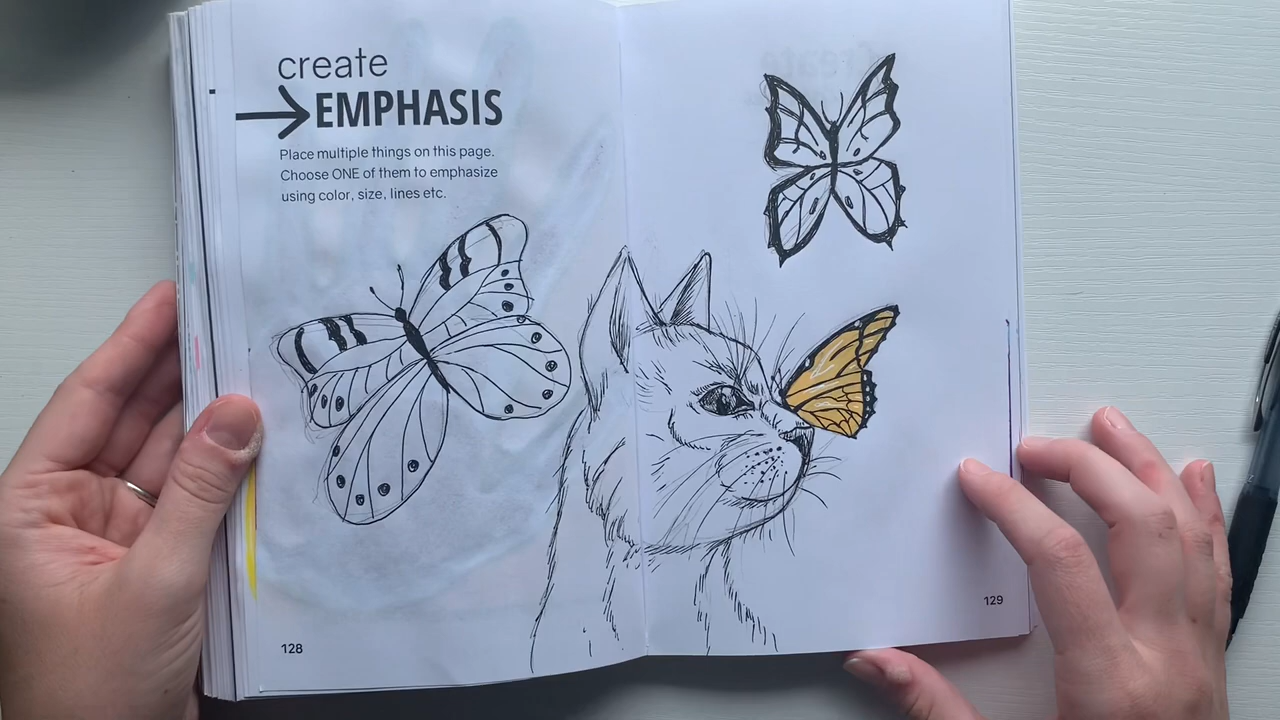 create
EMPHASIS
Place multiple things on this page.
Choose ONE of them to emphasize
using color, size, lines etc.
128
129